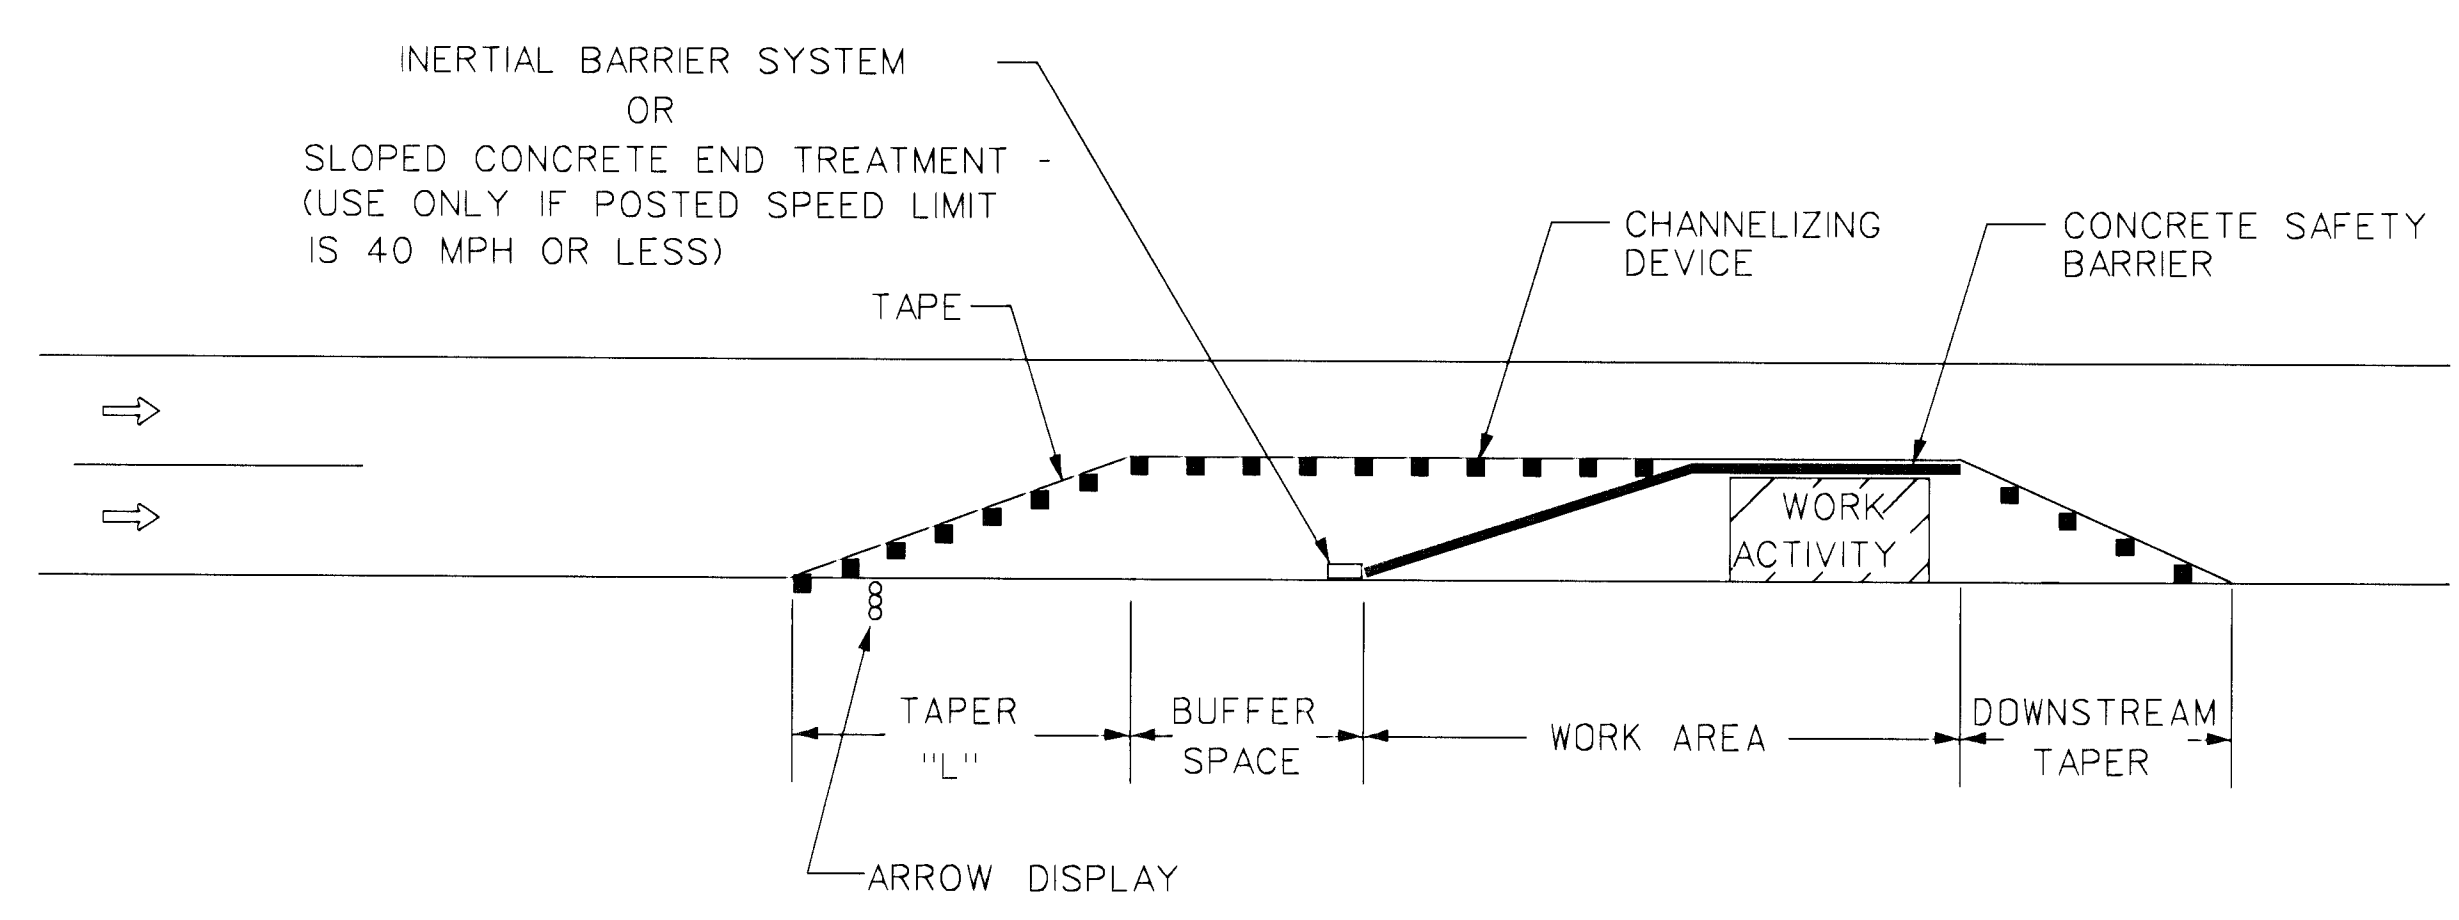 INERTIAL BARRIER SYSTEM
OR
SLOPED CONCRETE END TREATMENT -
(USE ONLY IF POSTED SPEED LIMIT
IS 40 MPH OR LESS)
CHANNELIZING
DEVICE
CONCRETE SAFETY
BARRIER
TAPE
WORK
ACTIVITY
TAPER
"L"
BUFFER
SPACE
WORK AREA
DOWNSTREAM
TAPER
ARROW DISPLAY